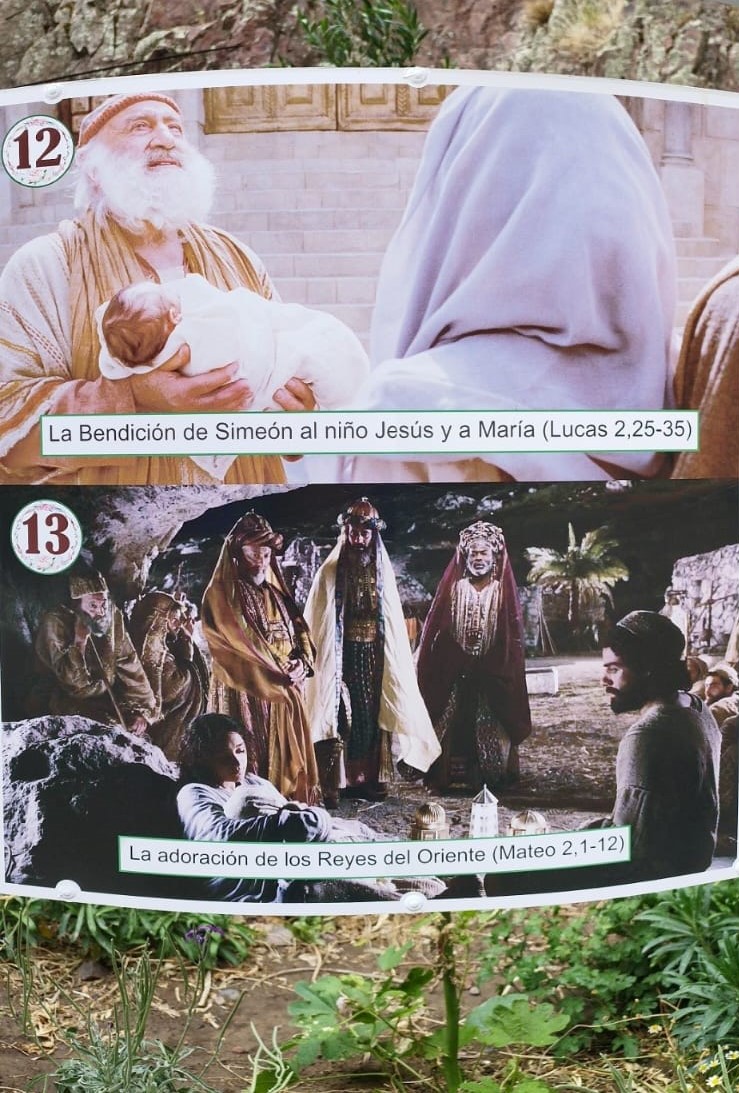 12
La Bendición de Simeón al niño Jesús y a María (Lucas 2,25-35)
13
La adoración de los Reyes del Oriente (Mateo 2,1-12)